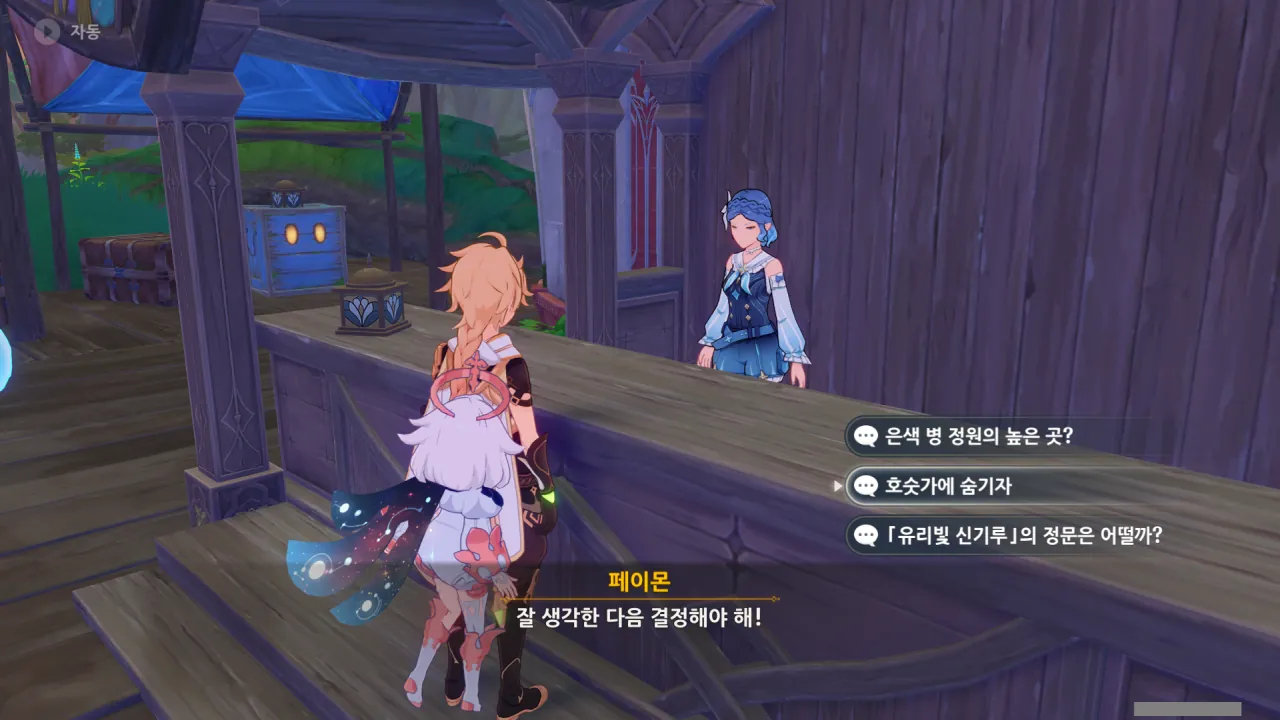 자동
은색 병 정원의 높은 곳?
호숫가에 숨기자
「유리빛 신기루」의 정문은 어떨까?
페이몬
잘 생각한 다음 결정해야 해!